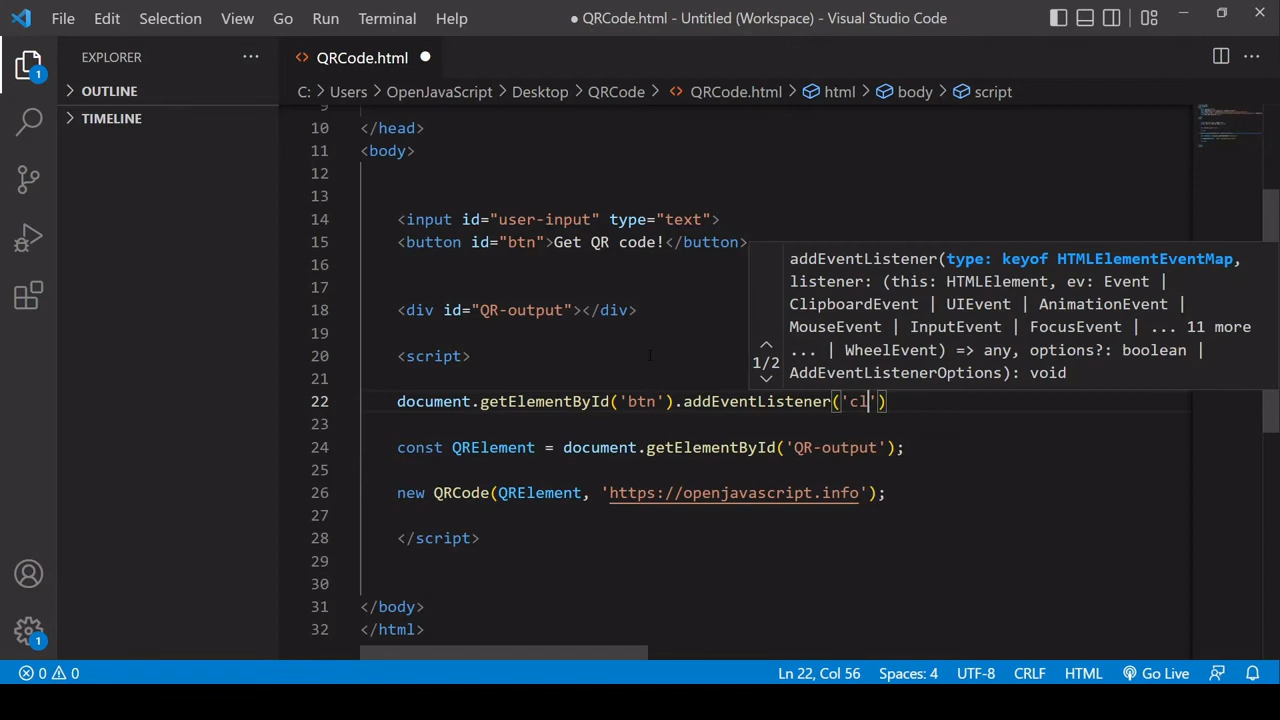 File Edit Selection View Go Run Terminal Help ● QRCode.html - Untitled (Workspace) - Visual Studio Code
EXPLORER ··· <> QRCode.html ●
OUTLINE
TIMELINE
C: > Users > OpenJavaScript > Desktop > QRCode > <> QRCode.html > html > body > script
9
10 </head>
11 <body>
12
13
14 <input id="user-input" type="text">
15 <button id="btn">Get QR code!</button>
16
17
18 <div id="QR-output"></div>
19
20 <script>
21
22 document.getElementById('btn').addEventListener('cl')
23
24 const QRElement = document.getElementById('QR-output');
25
26 new QRCode(QRElement, 'https://openjavascript.info');
27
28 </script>
29
30
31 </body>
32 </html>
addEventListener(type: keyof HTMLElementEventMap,
listener: (this: HTMLElement, ev: Event |
ClipboardEvent | UIEvent | AnimationEvent |
MouseEvent | InputEvent | FocusEvent | ... 11 more
1/2 ... | WheelEvent) => any, options?: boolean |
AddEventListenerOptions): void
1
1
0 0 Ln 22, Col 56 Spaces: 4 UTF-8 CRLF HTML Go Live